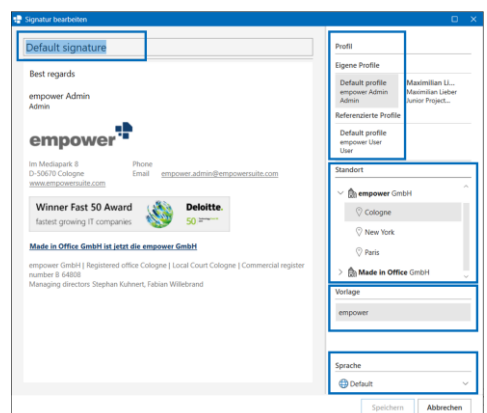 Signatur bearbeiten
Default signature
Best regards
empower Admin
Admin
empower
Im Mediapark 8 Phone
D-50670 Cologne Email empower.admin@empowersuite.com
www.empowersuite.com
Winner Fast 50 Award
fastest growing IT companies
Deloitte.
50
Made in Office GmbH ist jetzt die empower GmbH
empower GmbH | Registered office Cologne | Local Court Cologne | Commercial register
number B 64808
Managing directors Stephan Kuhnert, Fabian Willebrand
Profil
Eigene Profile
Default profile
empower Admin
Admin
Maximilian Li...
Maximilian Lieber
Junior Project...
Referenzierte Profile
Default profile
empower User
User
Standort
empower GmbH
Cologne
New York
Paris
Made in Office GmbH
Vorlage
empower
Sprache
Default
Speichern Abbrechen